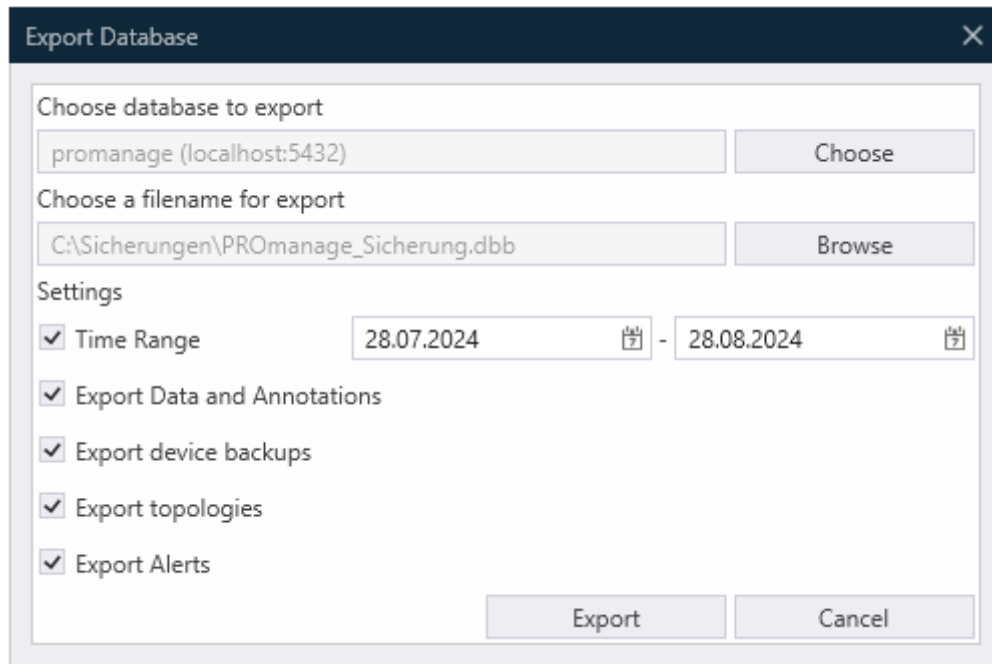 Export Database
Choose database to export
promanage (localhost:5432) Choose
Choose a filename for export
C:\Sicherungen\PROmanage_Sicherung.dbb Browse
Settings
Time Range 28.07.2024 - 28.08.2024
Export Data and Annotations
Export device backups
Export topologies
Export Alerts
Export Cancel